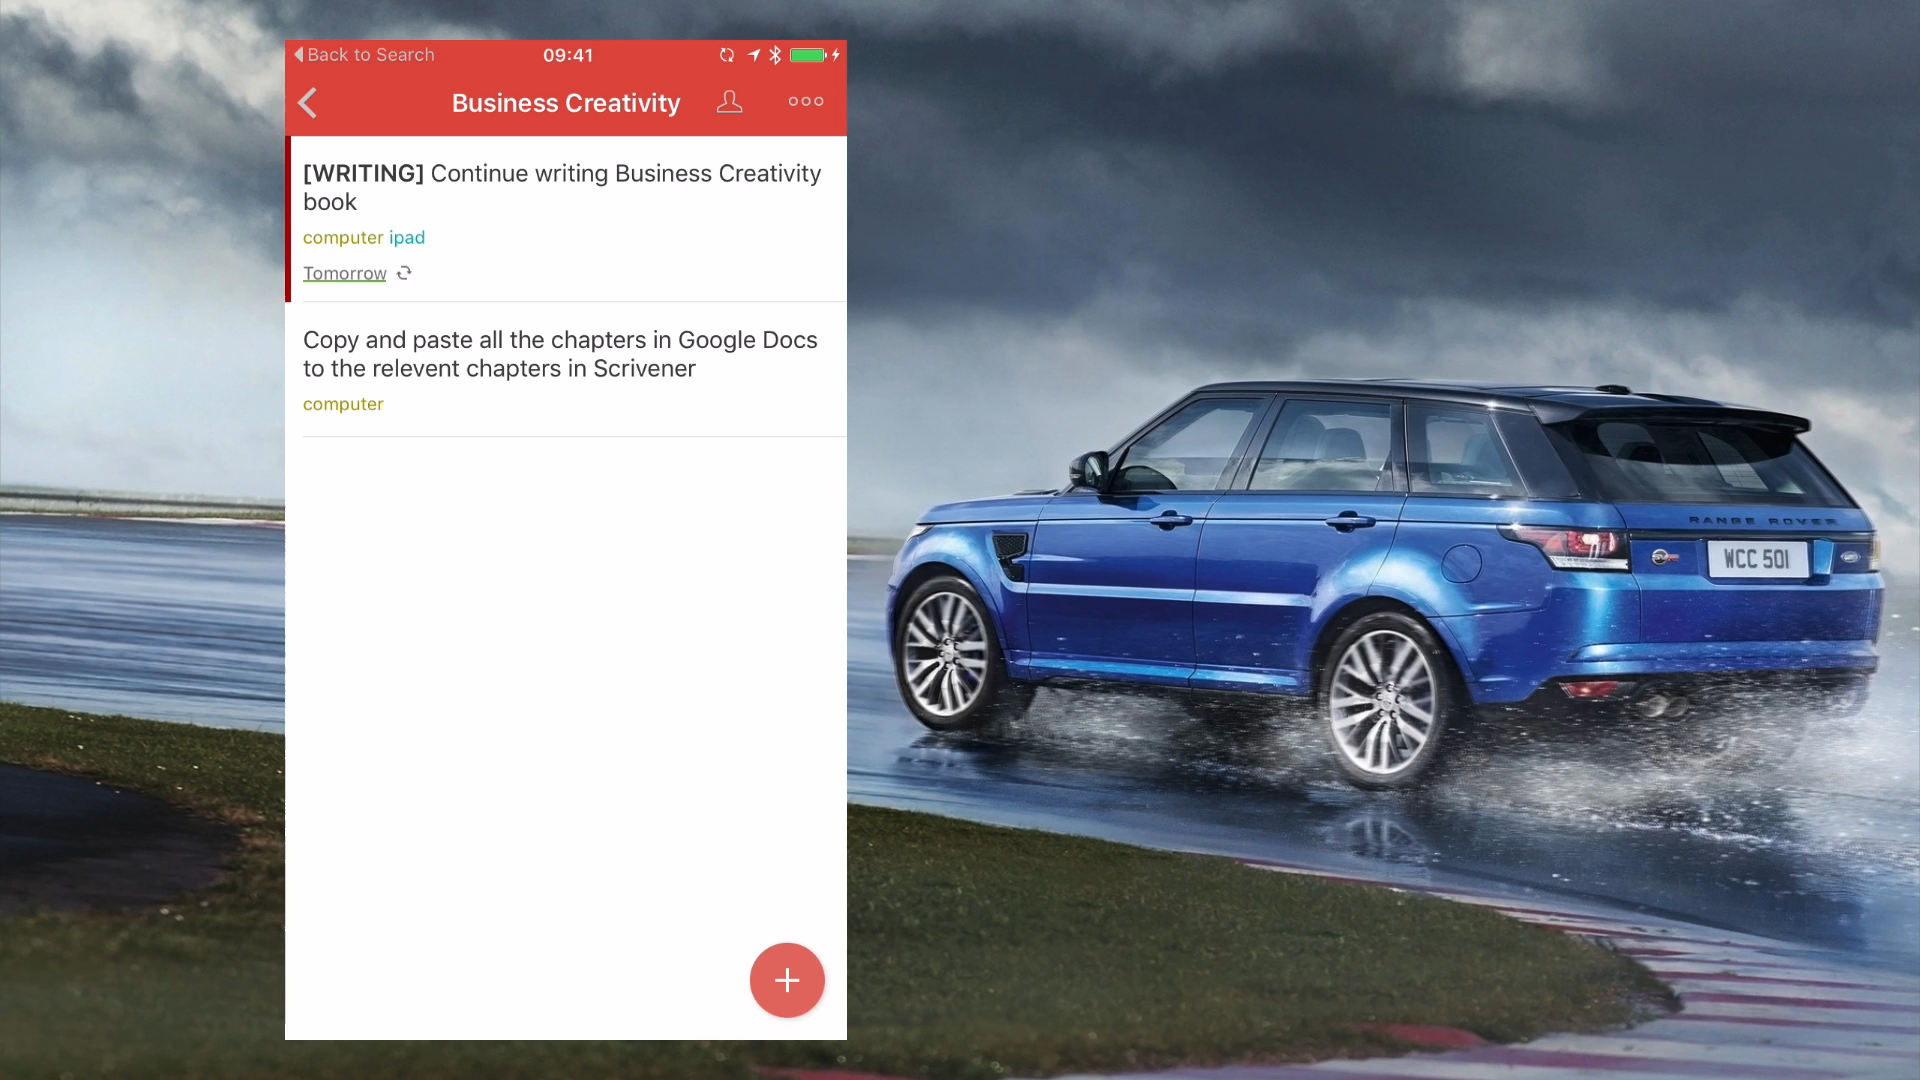 Back to Search
09:41
Business Creativity
[WRITING] Continue writing Business Creativity
book
computer ipad
Tomorrow
Copy and paste all the chapters in Google Docs
to the relevent chapters in Scrivener
computer
RANGE ROVER
WCC 501